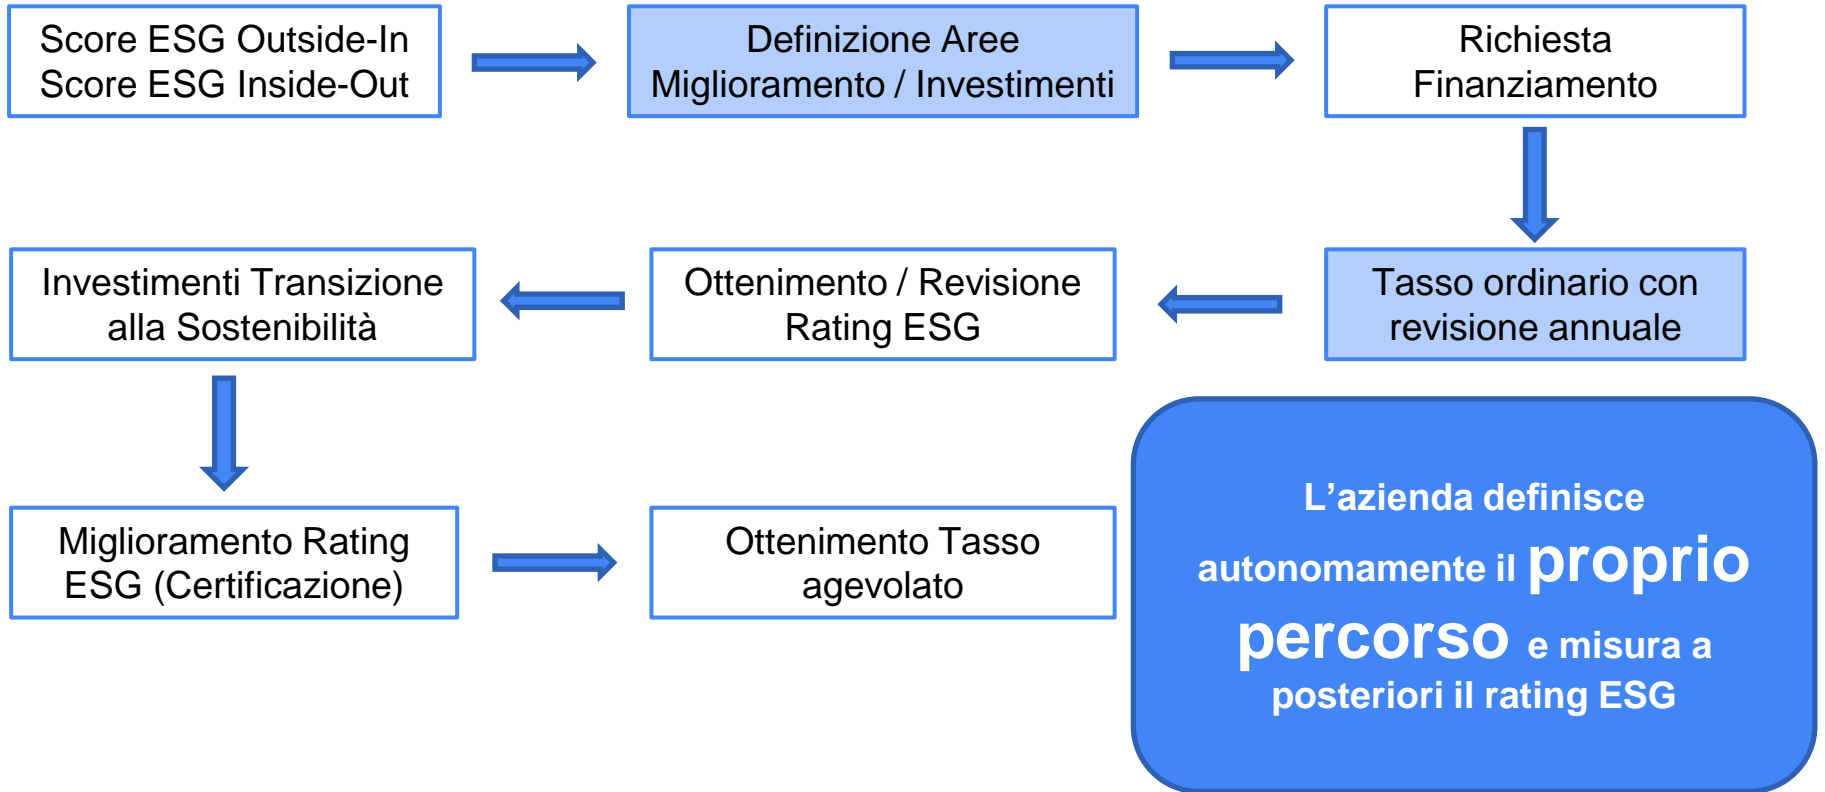 Score ESG Outside-In
Score ESG Inside-Out
Definizione Aree
Miglioramento / Investimenti
Richiesta
Finanziamento
Tasso ordinario con
revisione annuale
Ottenimento / Revisione
Rating ESG
Investimenti Transizione
alla Sostenibilità
Miglioramento Rating
ESG (Certificazione)
Ottenimento Tasso
agevolato
L’azienda definisce
autonomamente il proprio
percorso e misura a
posteriori il rating ESG